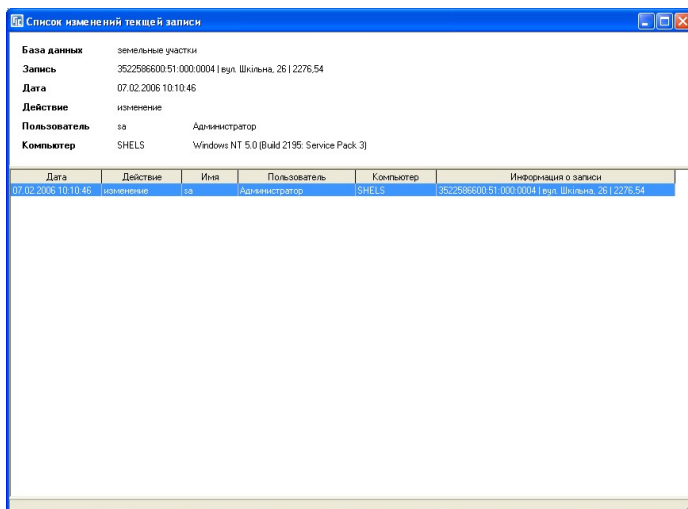 Список изменений текщей записи
База данных земельные участки
Запись 3522586600:51:000:0004 | вул. Шкільна, 26 | 2276,54
Дата 07.02.2006 10:10:46
Действие изменение
Пользователь sa Администратор
Компьютер SHELS Windows NT 5.0 (Build 2195: Service Pack 3)
Дата Действие Имя Пользователь Компьютер Информация о записи
07.02.2006 10:10:46 изменение sa Администратор SHELS 3522586600:51:000:0004 | вул. Шкільна, 26 | 2276,54